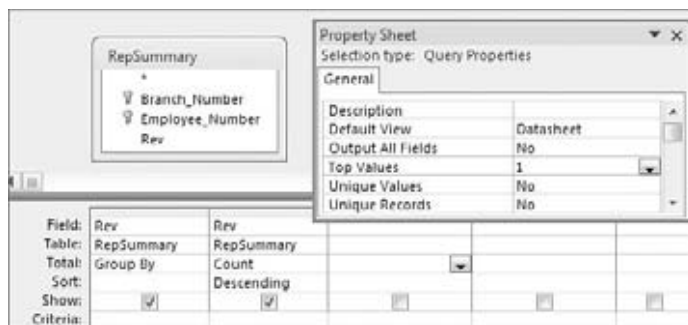 RepSummary
*
Branch_Number
Employee_Number
Rev
Property Sheet
Selection type: Query Properties
General
Description
Default View Datasheet
Output All Fields No
Top Values 1
Unique Values No
Unique Records No
Field: Rev Rev
Table: RepSummary RepSummary
Total: Group By Count
Sort: Descending
Show:
Criteria: